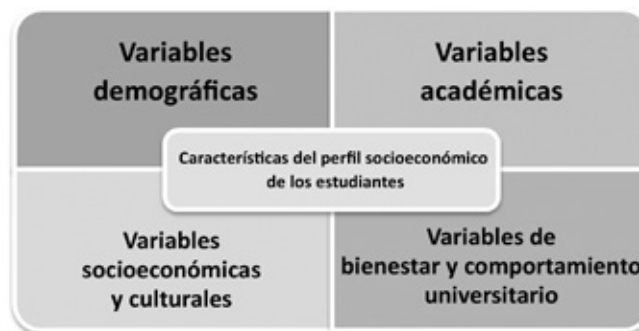 Variables
demográficas
Variables
académicas
Características del perfil socioeconómico
de los estudiantes
Variables
socioeconómicas
y culturales
Variables de
bienestar y comportamiento
universitario